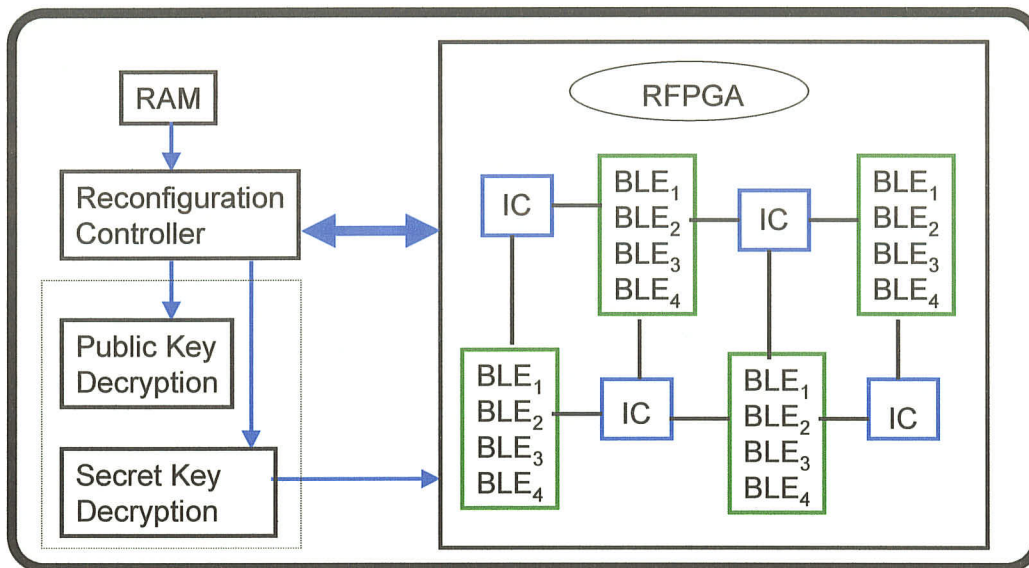 RAM
Reconfiguration
Controller
Public Key
Decryption
Secret Key
Decryption
RFPGA
IC
BLE₁
BLE₂
BLE₃
BLE₄
IC
BLE₁
BLE₂
BLE₃
BLE₄
BLE₁
BLE₂
BLE₃
BLE₄
IC
BLE₁
BLE₂
BLE₃
BLE₄
IC